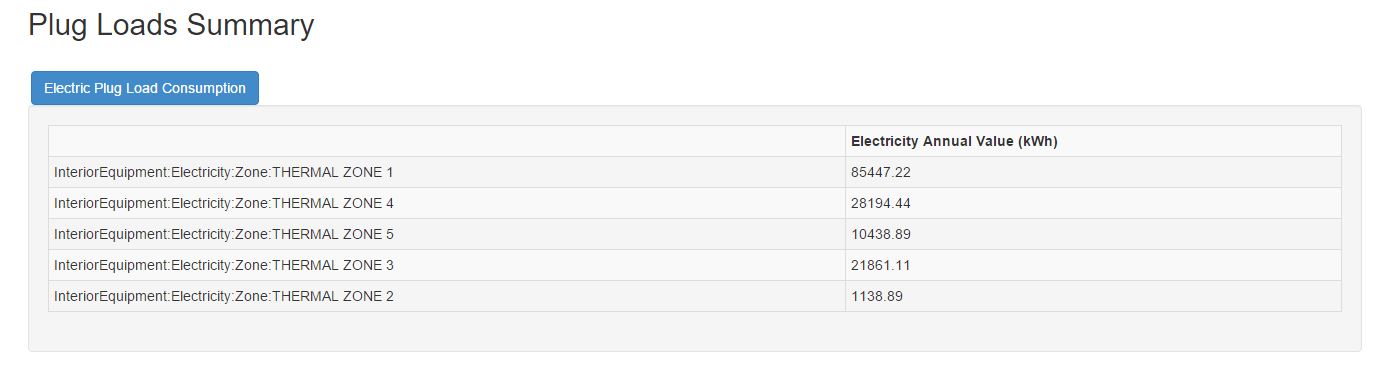 Plug Loads Summary
Electric Plug Load Consumption
Electricity Annual Value (kWh)
InteriorEquipment:Electricity:Zone:THERMAL ZONE 1 85447.22
InteriorEquipment:Electricity:Zone:THERMAL ZONE 4 28194.44
InteriorEquipment:Electricity:Zone:THERMAL ZONE 5 10438.89
InteriorEquipment:Electricity:Zone:THERMAL ZONE 3 21861.11
InteriorEquipment:Electricity:Zone:THERMAL ZONE 2 1138.89